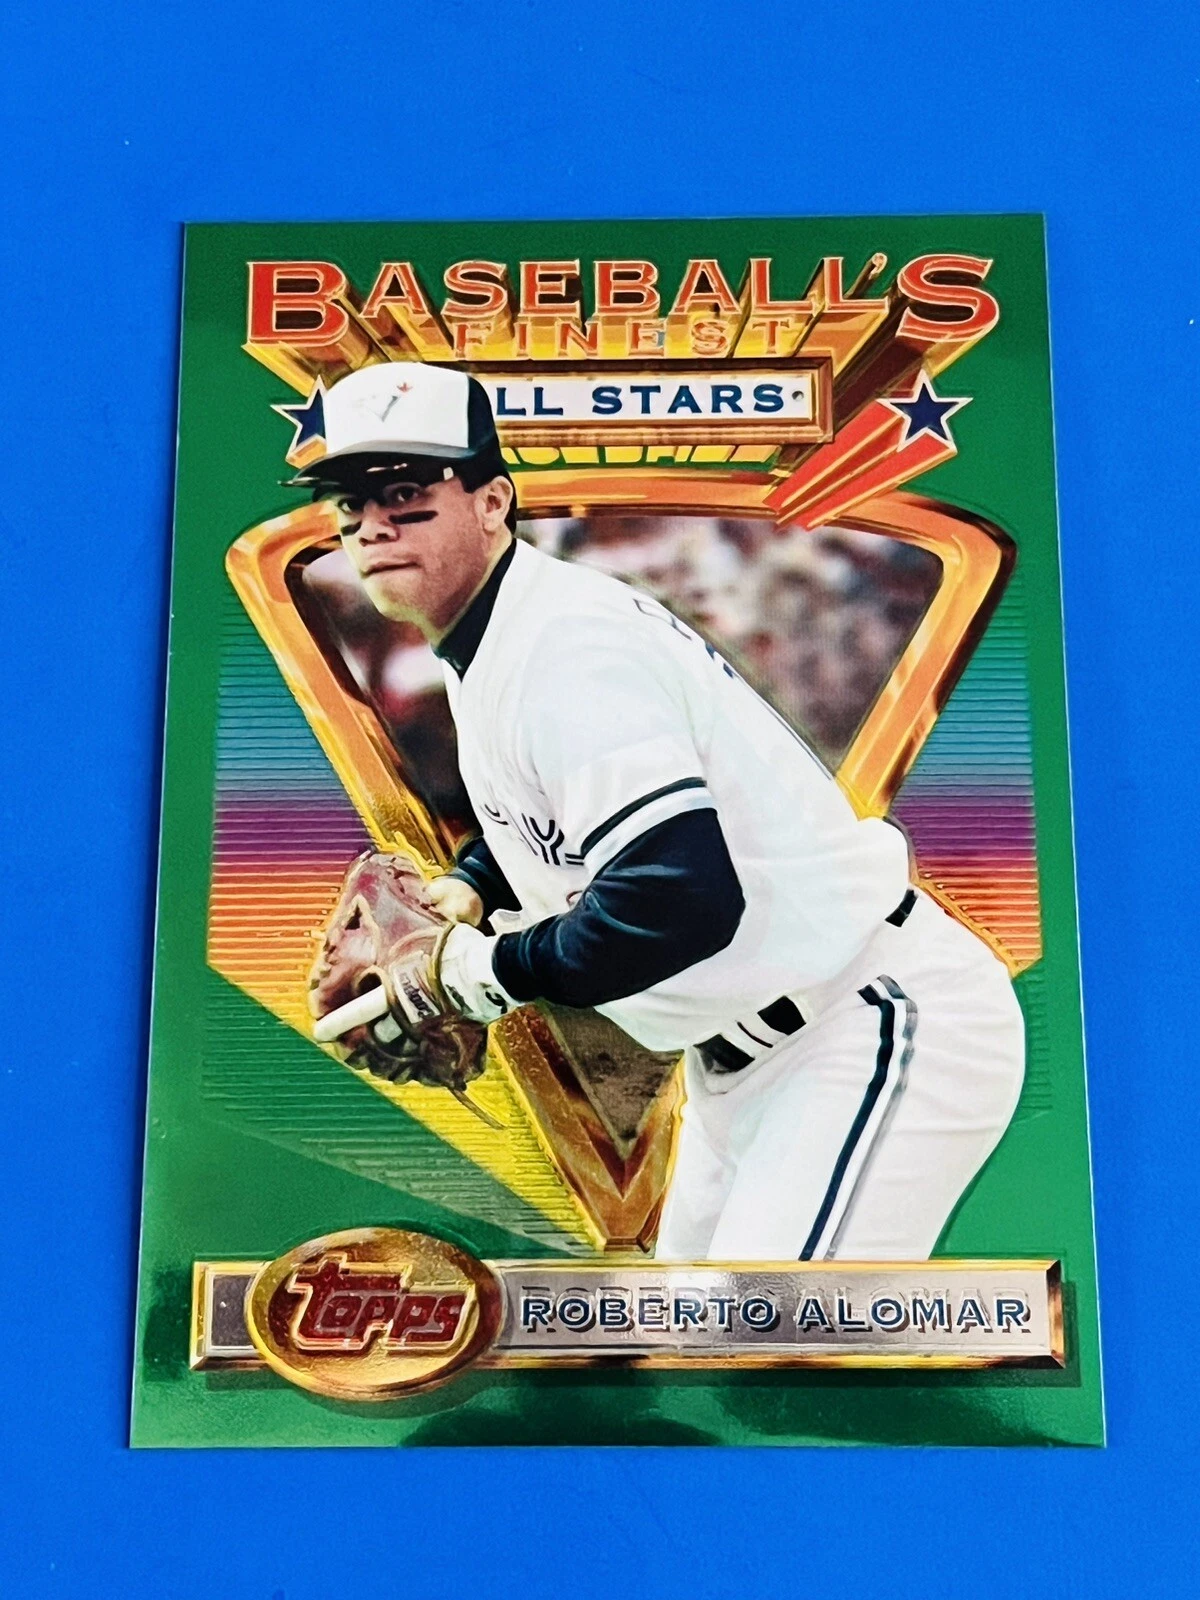 BASEBALL'S
FINEST
LL STARS
Topps
ROBERTO ALOMAR